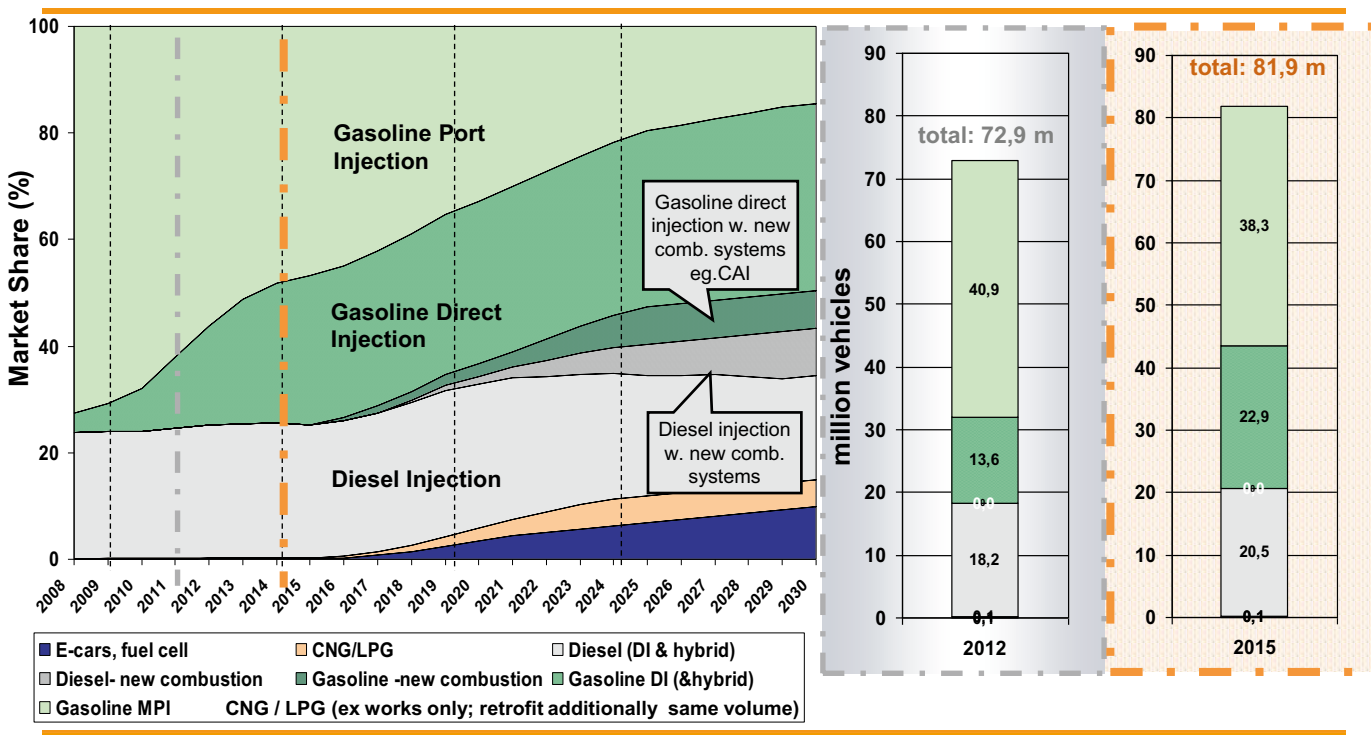 100
80
60
40
20
0
Market Share (%)
Gasoline Port
Injection
Gasoline Direct
Injection
Diesel Injection
Gasoline direct
injection w. new
comb. systems
eg.CAI
Diesel injection
w. new comb.
systems
2008
2009
2010
2011
2012
2013
2014
2015
2016
2017
2018
2019
2020
2021
2022
2023
2024
2025
2026
2027
2028
2029
2030
E-cars, fuel cell
CNG/LPG
Diesel (DI & hybrid)
Diesel- new combustion
Gasoline -new combustion
Gasoline DI (&hybrid)
Gasoline MPI
CNG / LPG (ex works only; retrofit additionally same volume)
million vehicles
90
80
70
60
50
40
30
20
10
0
total: 72,9 m
40,9
13,6
18,2
0,1
2012
90
80
70
60
50
40
30
20
10
0
total: 81,9 m
38,3
22,9
20,5
0,1
2015